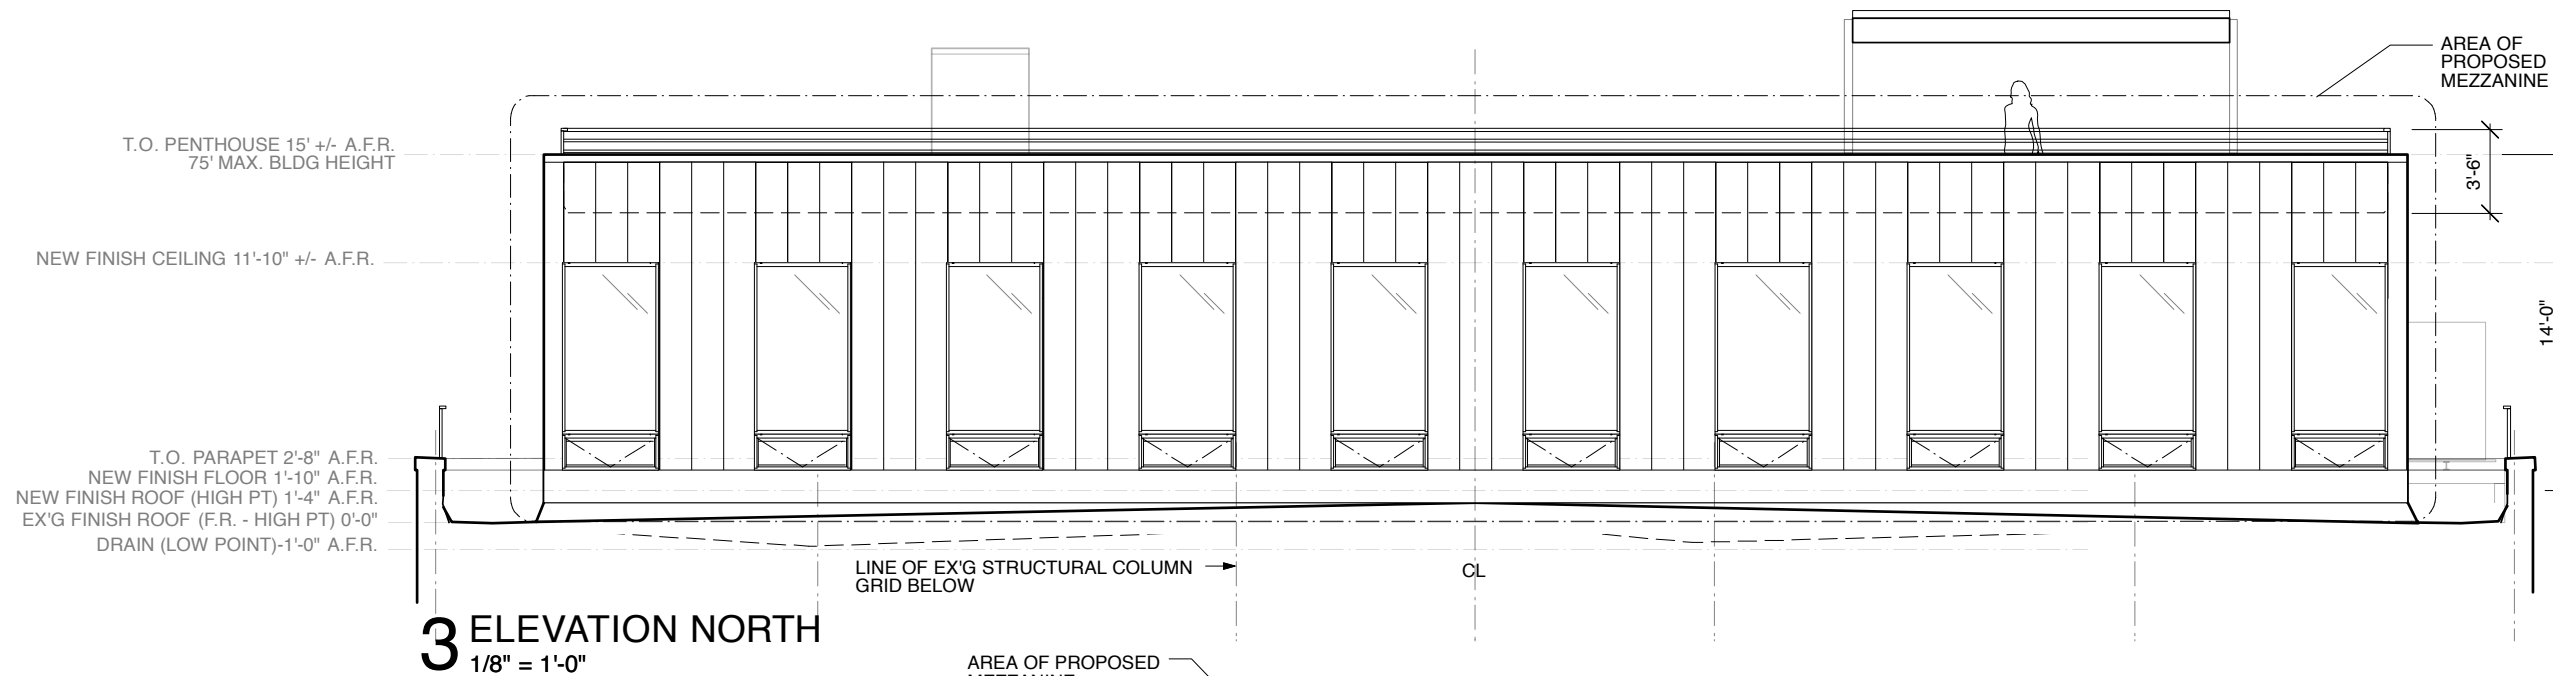 AREA OF
PROPOSED
MEZZANINE
T.O. PENTHOUSE 15' +/- A.F.R.
75' MAX. BLDG HEIGHT
3'-6"
NEW FINISH CEILING 11'-10" +/- A.F.R.
14'-0"
T.O. PARAPET 2'-8" A.F.R.
NEW FINISH FLOOR 1'-10" A.F.R.
NEW FINISH ROOF (HIGH PT) 1'-4" A.F.R.
EX'G FINISH ROOF (F.R. - HIGH PT) 0'-0"
DRAIN (LOW POINT)-1'-0" A.F.R.
LINE OF EX'G STRUCTURAL COLUMN
GRID BELOW
CL
3 ELEVATION NORTH
1/8" = 1'-0"
AREA OF PROPOSED